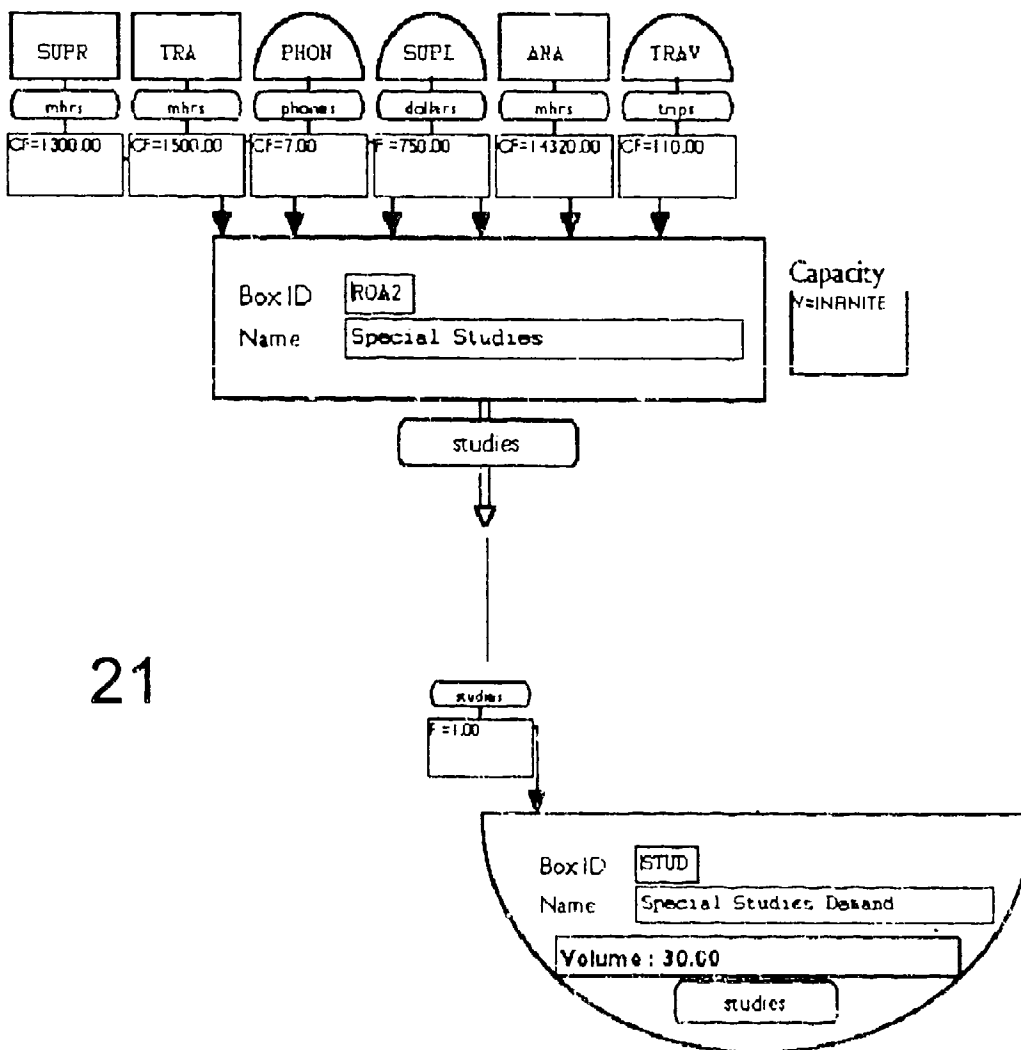 SUPR TRA PHON SUPL ANA TRAV
mhrs mhrs phones dollars mhrs trips
CF=1300.00 CF=1500.00 CF=7.00 F=750.00 CF=14320.00 CF=110.00
Box ID ROA2
Name Special Studies
Capacity
Y=INFINITE
studies
21
studies
F=1.00
Box ID STUD
Name Special Studies Demand
Volume : 30.00
studies